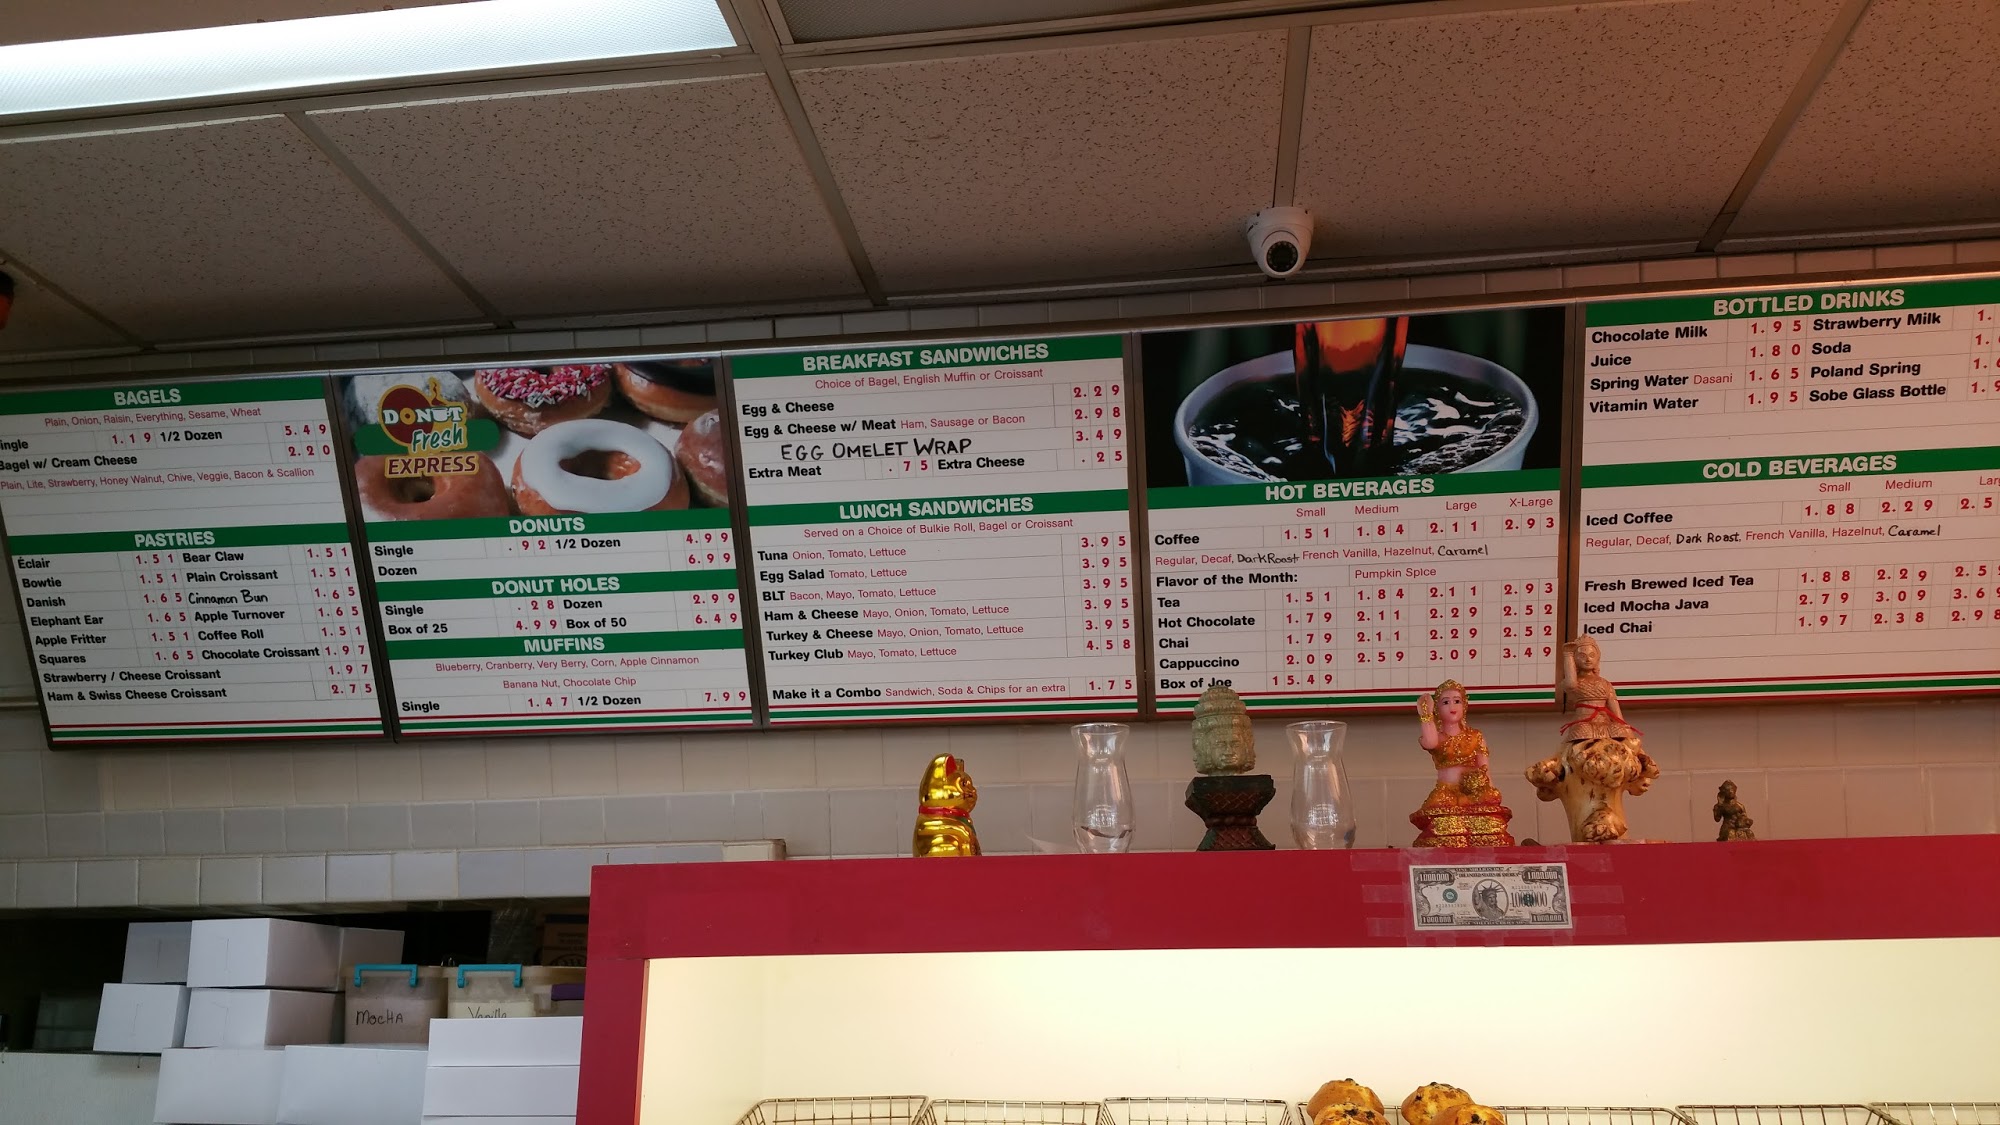 BAGELS
Plain, Onion, Raisin, Everything, Sesame, Wheat
ingle 1.19 1/2 Dozen 5.49
Bagel w/ Cream Cheese 2.20
Plain, Lite, Strawberry, Honey Walnut, Chive, Veggie, Bacon & Scallion
PASTRIES
Éclair 1.51 Bear Claw 1.51
Bowtie 1.51 Plain Croissant 1.51
Danish 1.65 Cinnamon Bun 1.65
Elephant Ear 1.65 Apple Turnover 1.65
Apple Fritter 1.51 Coffee Roll 1.51
Squares 1.65 Chocolate Croissant 1.97
Strawberry / Cheese Croissant 1.97
Ham & Swiss Cheese Croissant 2.75
DONUT
Fresh
EXPRESS
DONUTS
Single .92 1/2 Dozen 4.99
Dozen 6.99
DONUT HOLES
Single .28 Dozen 2.99
Box of 25 4.99 Box of 50 6.49
MUFFINS
Blueberry, Cranberry, Very Berry, Corn, Apple Cinnamon
Banana Nut, Chocolate Chip
Single 1.47 1/2 Dozen 7.99
BREAKFAST SANDWICHES
Choice of Bagel, English Muffin or Croissant
Egg & Cheese 2.29
Egg & Cheese w/ Meat Ham, Sausage or Bacon 2.98
EGG OMELET WRAP 3.49
Extra Meat .75 Extra Cheese .25
LUNCH SANDWICHES
Served on a Choice of Bulkie Roll, Bagel or Croissant
Tuna Onion, Tomato, Lettuce 3.95
Egg Salad Tomato, Lettuce 3.95
BLT Bacon, Mayo, Tomato, Lettuce 3.95
Ham & Cheese Mayo, Onion, Tomato, Lettuce 3.95
Turkey & Cheese Mayo, Onion, Tomato, Lettuce 3.95
Turkey Club Mayo, Tomato, Lettuce 4.58
Make it a Combo Sandwich, Soda & Chips for an extra 1.75
HOT BEVERAGES
Small Medium Large X-Large
Coffee 1.51 1.84 2.11 2.93
Regular, Decaf, Dark Roast, French Vanilla, Hazelnut, Caramel
Flavor of the Month: Pumpkin Spice
Tea 1.51 1.84 2.11 2.93
Hot Chocolate 1.79 2.11 2.29 2.52
Chai 1.79 2.11 2.29 2.52
Cappuccino 2.09 2.59 3.09 3.49
Box of Joe 15.49
BOTTLED DRINKS
Chocolate Milk 1.95 Strawberry Milk 1.
Juice 1.80 Soda 1.
Spring Water Dasani 1.65 Poland Spring 1.
Vitamin Water 1.95 Sobe Glass Bottle 1.9
COLD BEVERAGES
Small Medium Lar
Iced Coffee 1.88 2.29 2.5
Regular, Decaf, Dark Roast, French Vanilla, Hazelnut, Caramel
Fresh Brewed Iced Tea 1.88 2.29 2.5
Iced Mocha Java 2.79 3.09 3.6
Iced Chai 1.97 2.38 2.98
1000000 1000000
1000000
1000000 1000000
MocHA
Vanilla